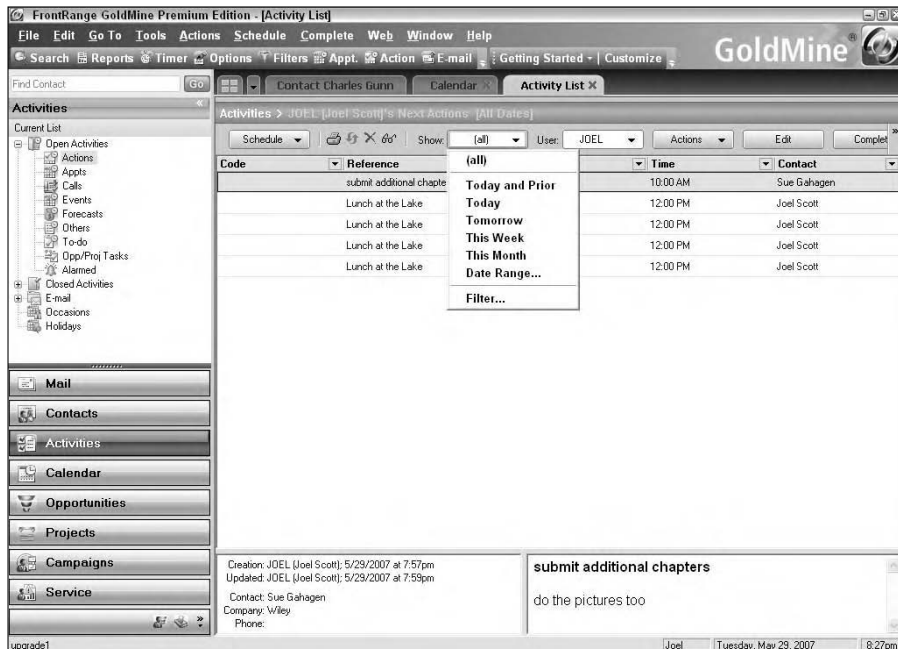 FrontRange GoldMine Premium Edition - [Activity List]
File Edit Go To Tools Actions Schedule Complete Web Window Help
Search Reports Timer Options Filters Appt. Action E-mail Getting Started Customize
GoldMine®
Find Contact Go
Contact Charles Gunn Calendar Activity List
Activities
Activities > JOEL [Joel Scott]'s Next Actions [All Dates]
Current List
Schedule Show: (all) User: JOEL Actions Edit Complet
Open Activities
Actions
Appts
Calls
Events
Forecasts
Others
To-do
Opp/Proj Tasks
Alarmed
Closed Activities
E-mail
Occasions
Holidays
Code Reference Time Contact
submit additional chapte 10:00 AM Sue Gahagen
Lunch at the Lake 12:00 PM Joel Scott
Lunch at the Lake 12:00 PM Joel Scott
Lunch at the Lake 12:00 PM Joel Scott
Lunch at the Lake 12:00 PM Joel Scott
(all)
Today and Prior
Today
Tomorrow
This Week
This Month
Date Range...
Filter...
Mail
Contacts
Activities
Calendar
Opportunities
Projects
Campaigns
Service
Creation: JOEL (Joel Scott); 5/29/2007 at 7:57pm
Updated: JOEL (Joel Scott); 5/29/2007 at 7:59pm
Contact: Sue Gahagen
Company: Wiley
Phone:
submit additional chapters
do the pictures too
upgrade1 Joel Tuesday, May 29, 2007 8:27pm